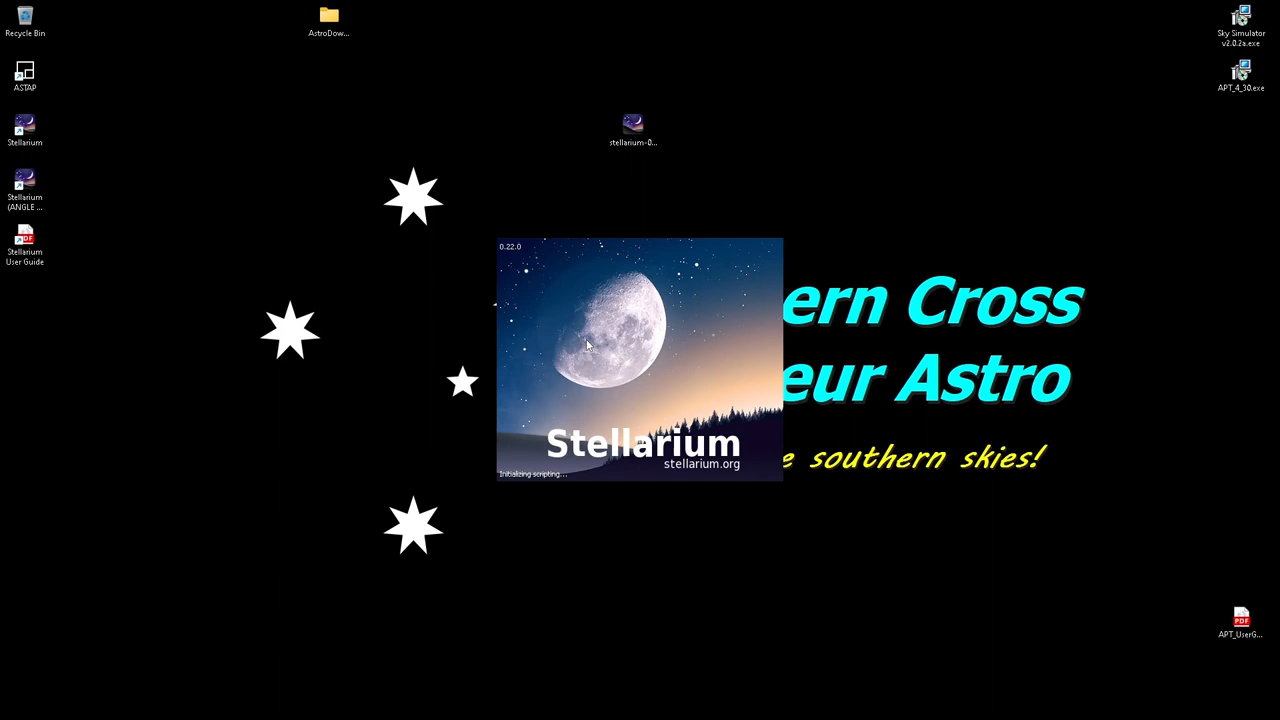 Recycle Bin
AstroDow...
Sky Simulator
v2.0.2a.exe
ASTAP
APT_4_30.exe
Stellarium
stellarium-0...
Stellarium
(ANGLE ...
Stellarium
User Guide
0.22.0
ern Cross
eur Astro
Stellarium
stellarium.org
Initializing scripting...
e southern skies!
APT_UserG...